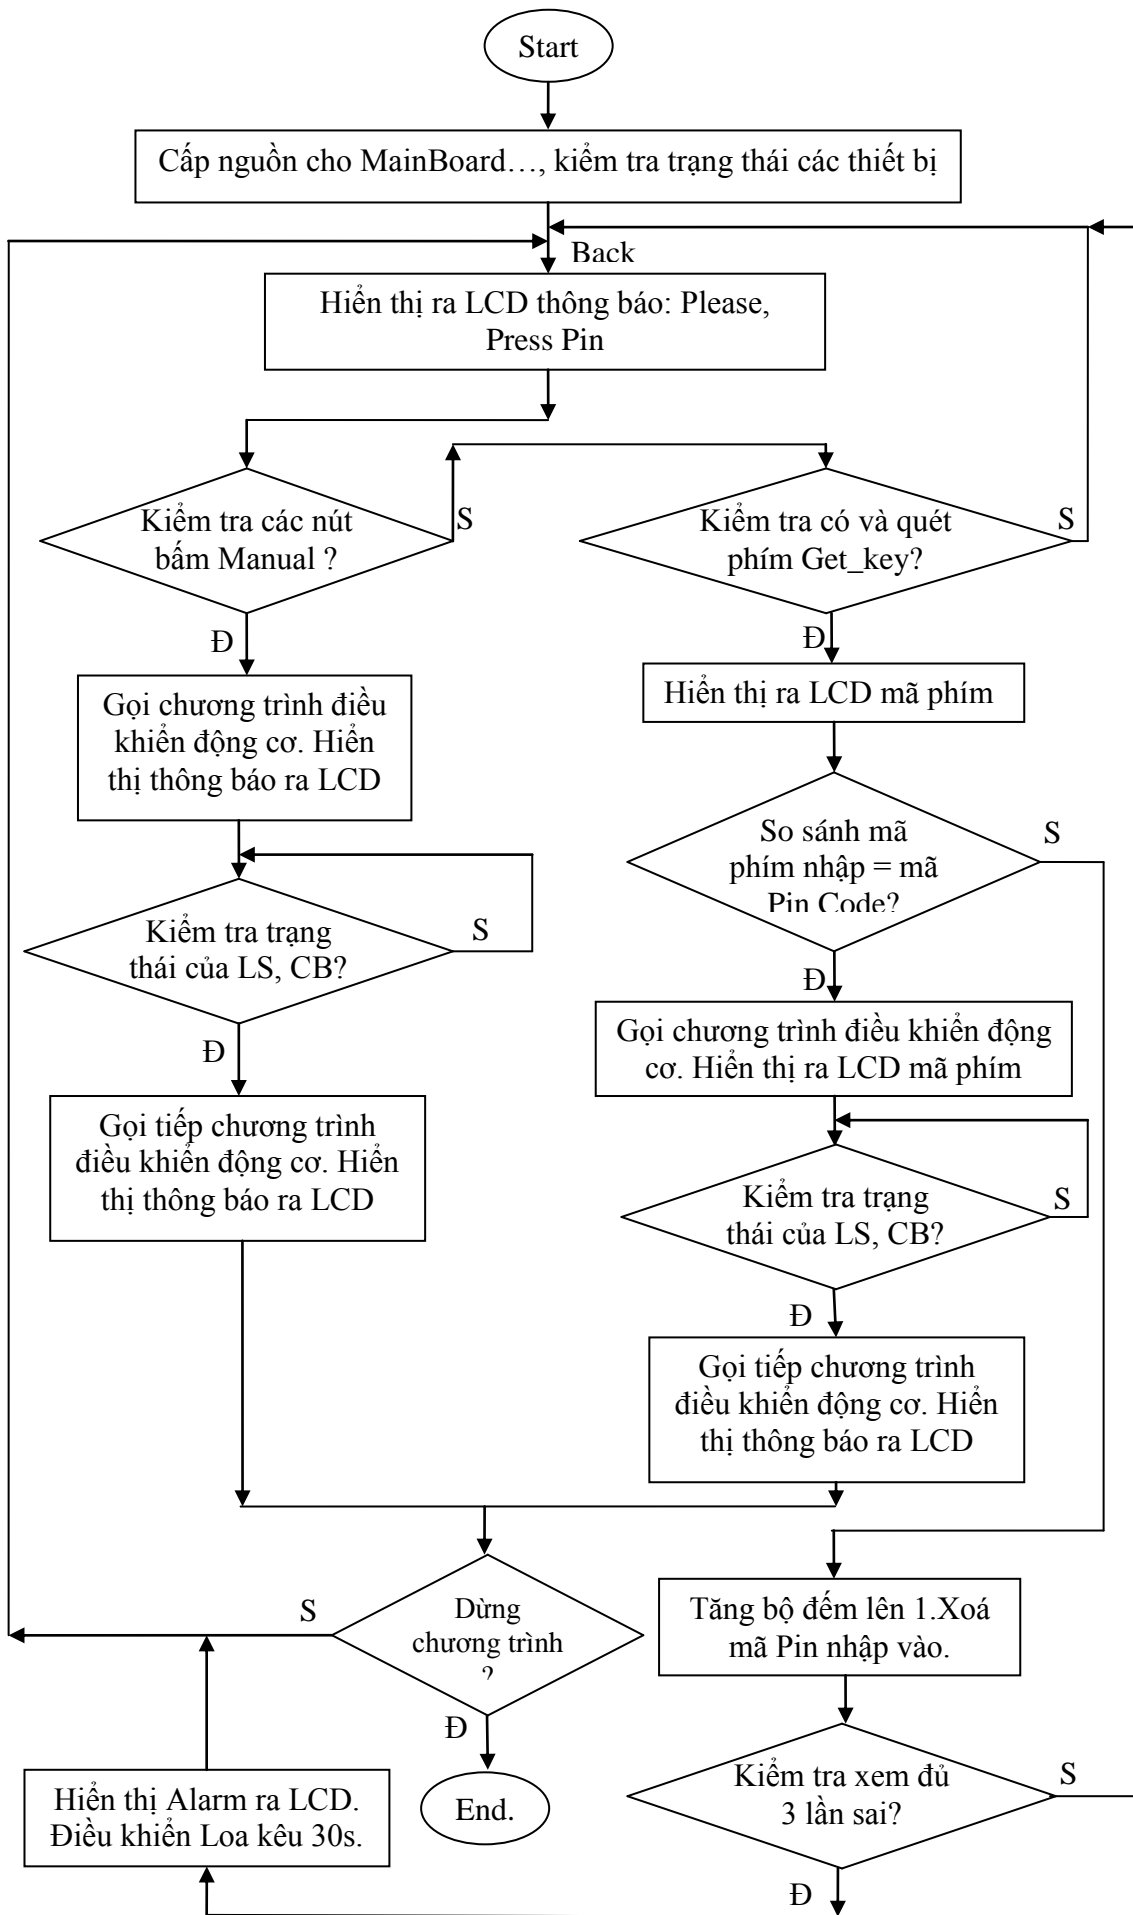 Start
Cấp nguồn cho MainBoard…, kiểm tra trạng thái các thiết bị
Back
Hiển thị ra LCD thông báo: Please,
Press Pin
Kiểm tra các nút
bấm Manual ?
S
Kiểm tra có và quét
phím Get_key?
S
Đ
Đ
Gọi chương trình điều
khiển động cơ. Hiển
thị thông báo ra LCD
Hiển thị ra LCD mã phím
So sánh mã
phím nhập = mã
Pin Code?
S
Kiểm tra trạng
thái của LS, CB?
S
Đ
Gọi chương trình điều khiển động
cơ. Hiển thị ra LCD mã phím
Đ
Gọi tiếp chương trình
điều khiển động cơ. Hiển
thị thông báo ra LCD
Kiểm tra trạng
thái của LS, CB?
S
Đ
Gọi tiếp chương trình
điều khiển động cơ. Hiển
thị thông báo ra LCD
Dừng
chương trình
?
S
Đ
Tăng bộ đếm lên 1.Xoá
mã Pin nhập vào.
Kiểm tra xem đủ
3 lần sai?
S
Đ
Hiển thị Alarm ra LCD.
Điều khiển Loa kêu 30s.
End.